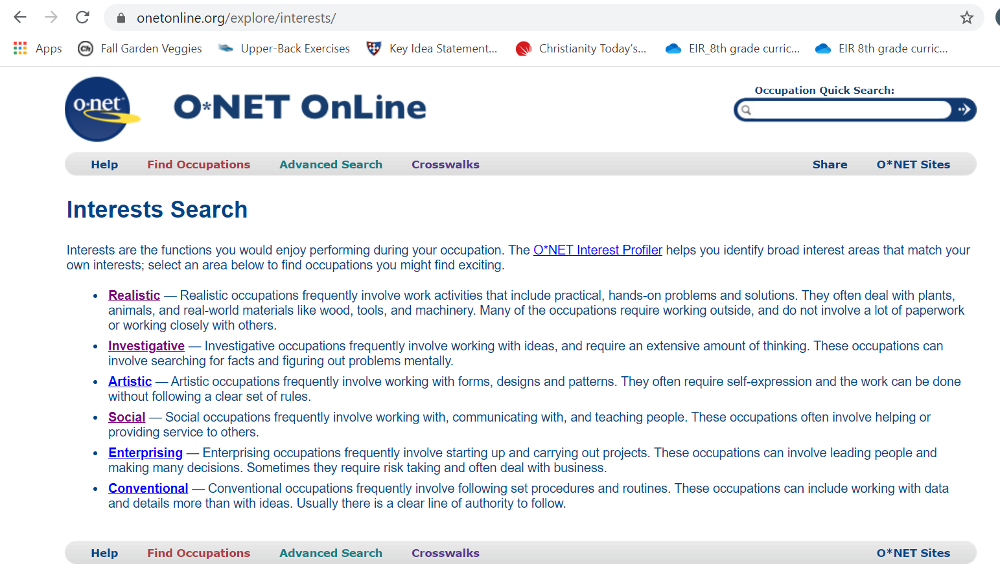 onetonline.org/explore/interests/
Apps Fall Garden Veggies Upper-Back Exercises Key Idea Statement... Christianity Today's... EIR_8th grade curric... EIR 8th grade curric...
Ch
o·net
O*NET OnLine
Occupation Quick Search:
Help Find Occupations Advanced Search Crosswalks Share O*NET Sites
Interests Search
Interests are the functions you would enjoy performing during your occupation. The O*NET Interest Profiler helps you identify broad interest areas that match your
own interests; select an area below to find occupations you might find exciting.
• Realistic — Realistic occupations frequently involve work activities that include practical, hands-on problems and solutions. They often deal with plants,
animals, and real-world materials like wood, tools, and machinery. Many of the occupations require working outside, and do not involve a lot of paperwork
or working closely with others.
• Investigative — Investigative occupations frequently involve working with ideas, and require an extensive amount of thinking. These occupations can
involve searching for facts and figuring out problems mentally.
• Artistic — Artistic occupations frequently involve working with forms, designs and patterns. They often require self-expression and the work can be done
without following a clear set of rules.
• Social — Social occupations frequently involve working with, communicating with, and teaching people. These occupations often involve helping or
providing service to others.
• Enterprising — Enterprising occupations frequently involve starting up and carrying out projects. These occupations can involve leading people and
making many decisions. Sometimes they require risk taking and often deal with business.
• Conventional — Conventional occupations frequently involve following set procedures and routines. These occupations can include working with data
and details more than with ideas. Usually there is a clear line of authority to follow.
Help Find Occupations Advanced Search Crosswalks O*NET Sites